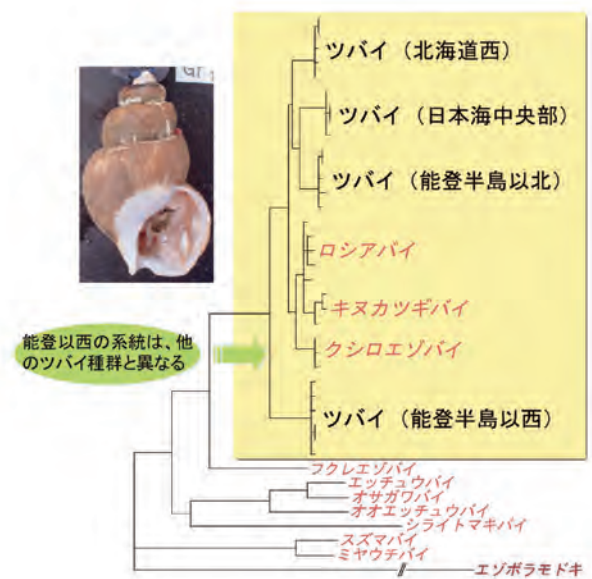 ツバイ（北海道西）
ツバイ（日本海中央部）
ツバイ（能登半島以北）
ロシアバイ
キヌカツギバイ
クシロエゾバイ
ツバイ（能登半島以西）
能登以西の系統は、他
のツバイ種群と異なる
フクレエゾバイ
エッチュウバイ
オサガワバイ
オオエッチュウバイ
シライトマキバイ
スズマバイ
ミヤウチバイ
エゾボラモドキ